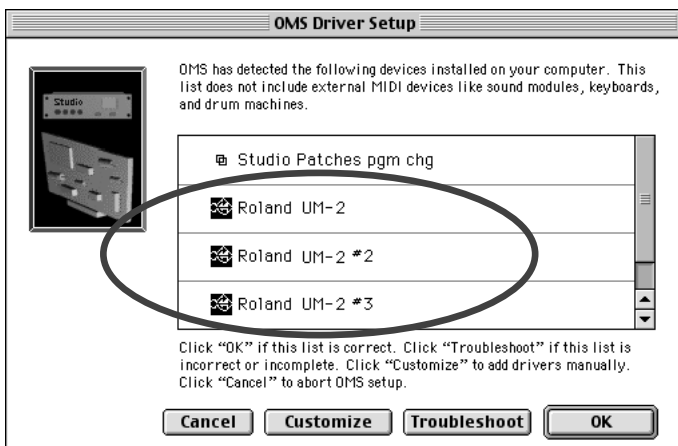 OMS Driver Setup
Studio
OMS has detected the following devices installed on your computer. This
list does not include external MIDI devices like sound modules, keyboards,
and drum machines.
Studio Patches pgm chg
Roland UM-2
Roland UM-2 #2
Roland UM-2 #3
Click “OK” if this list is correct. Click “Troubleshoot” if this list is
incorrect or incomplete. Click “Customize” to add drivers manually.
Click “Cancel” to abort OMS setup.
Cancel Customize Troubleshoot OK